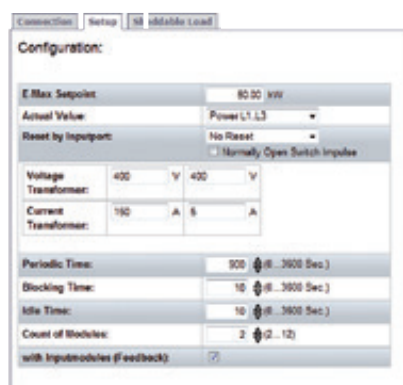 Connection Setup Sheddable Load
Configuration:
E-Max Setpoint: 80.00 kW
Actual Value: Power L1..L3
Reset by Inputport: No Reset
Normally Open Switch Impulse
Voltage Transformer: 400 V 400 V
Current Transformer: 150 A 5 A
Periodic Time: 900 (6...3600 Sec.)
Blocking Time: 10 (6...3600 Sec.)
Idle Time: 10 (6...3600 Sec.)
Count of Modules: 2 (2...12)
with Inputmodules (Feedback):